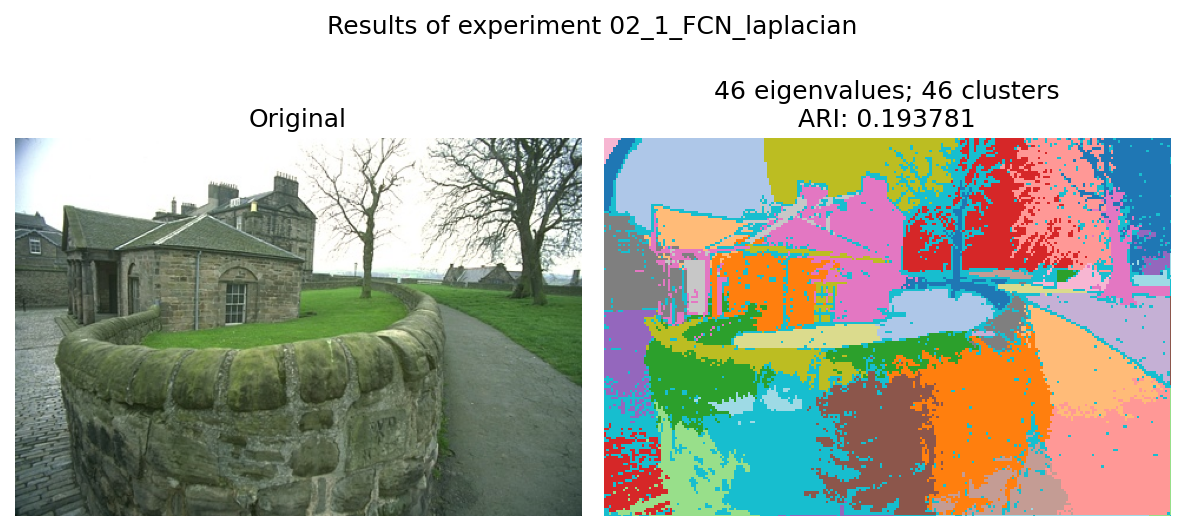 Results of experiment 02_1_FCN_laplacian
Original
46 eigenvalues; 46 clusters
ARI: 0.193781